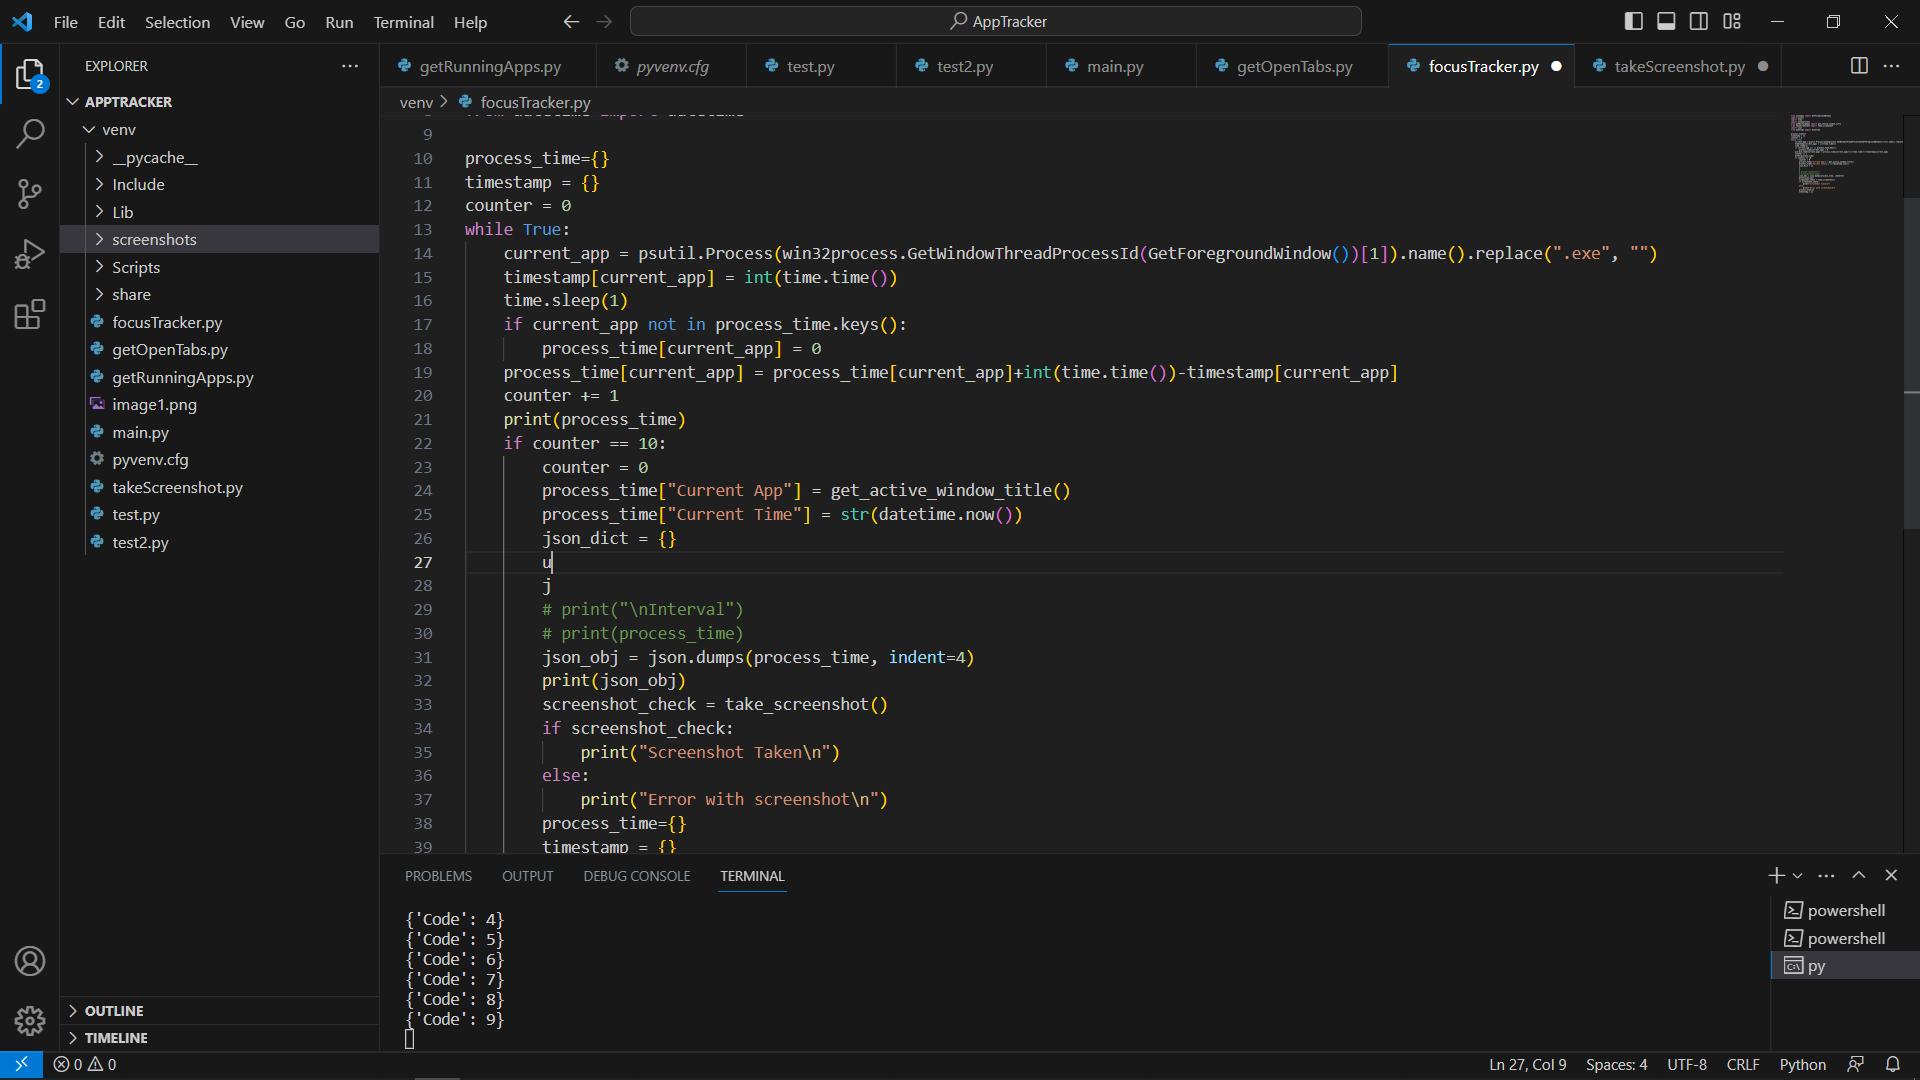 File Edit Selection View Go Run Terminal Help
AppTracker
EXPLORER
2
APPTRACKER
venv
__pycache__
Include
Lib
screenshots
Scripts
share
focusTracker.py
getOpenTabs.py
getRunningApps.py
image1.png
main.py
pyvenv.cfg
takeScreenshot.py
test.py
test2.py
OUTLINE
TIMELINE
getRunningApps.py pyvenv.cfg test.py test2.py main.py getOpenTabs.py focusTracker.py takeScreenshot.py
venv > focusTracker.py
9
10 process_time={}
11 timestamp = {}
12 counter = 0
13 while True:
14 current_app = psutil.Process(win32process.GetWindowThreadProcessId(GetForegroundWindow())[1]).name().replace(".exe", "")
15 timestamp[current_app] = int(time.time())
16 time.sleep(1)
17 if current_app not in process_time.keys():
18 process_time[current_app] = 0
19 process_time[current_app] = process_time[current_app]+int(time.time())-timestamp[current_app]
20 counter += 1
21 print(process_time)
22 if counter == 10:
23 counter = 0
24 process_time["Current App"] = get_active_window_title()
25 process_time["Current Time"] = str(datetime.now())
26 json_dict = {}
27 u
28 j
29 # print("\nInterval")
30 # print(process_time)
31 json_obj = json.dumps(process_time, indent=4)
32 print(json_obj)
33 screenshot_check = take_screenshot()
34 if screenshot_check:
35 print("Screenshot Taken\n")
36 else:
37 print("Error with screenshot\n")
38 process_time={}
39 timestamp = {}
PROBLEMS OUTPUT DEBUG CONSOLE TERMINAL
{'Code': 4}
{'Code': 5}
{'Code': 6}
{'Code': 7}
{'Code': 8}
{'Code': 9}
powershell
powershell
py
0 0 Ln 27, Col 9 Spaces: 4 UTF-8 CRLF Python